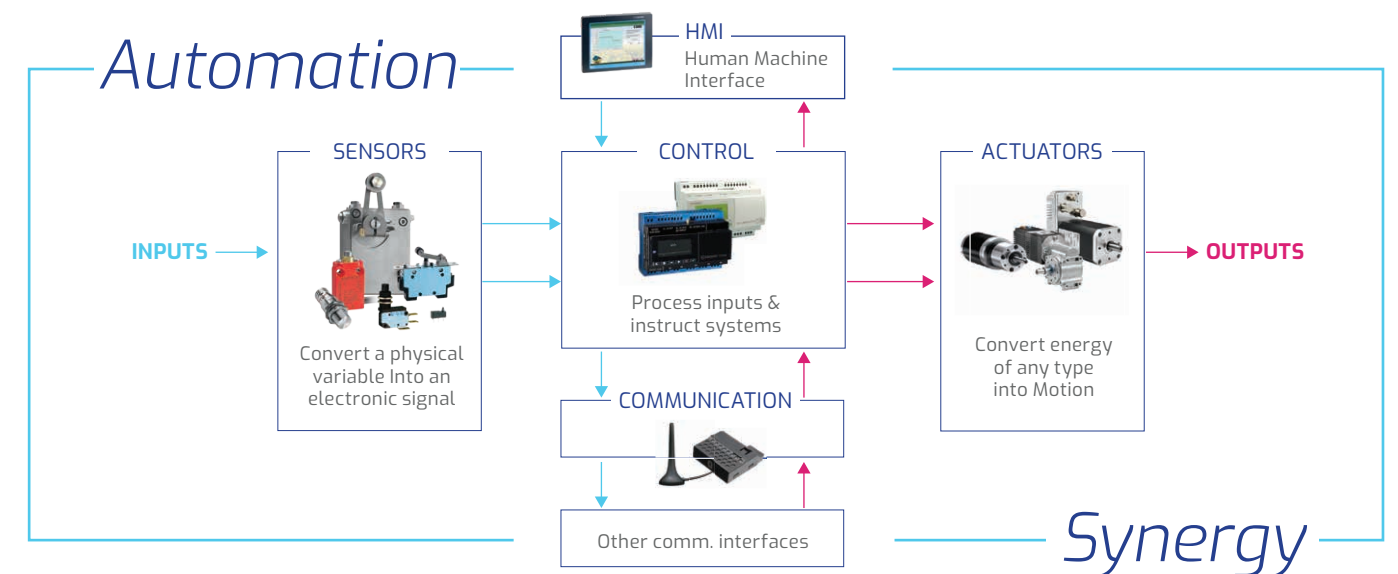 Automation
HMI
Human Machine
Interface
SENSORS
CONTROL
ACTUATORS
INPUTS
OUTPUTS
Process inputs &
instruct systems
Convert a physical
variable Into an
electronic signal
Convert energy
of any type
into Motion
COMMUNICATION
Other comm. interfaces
Synergy